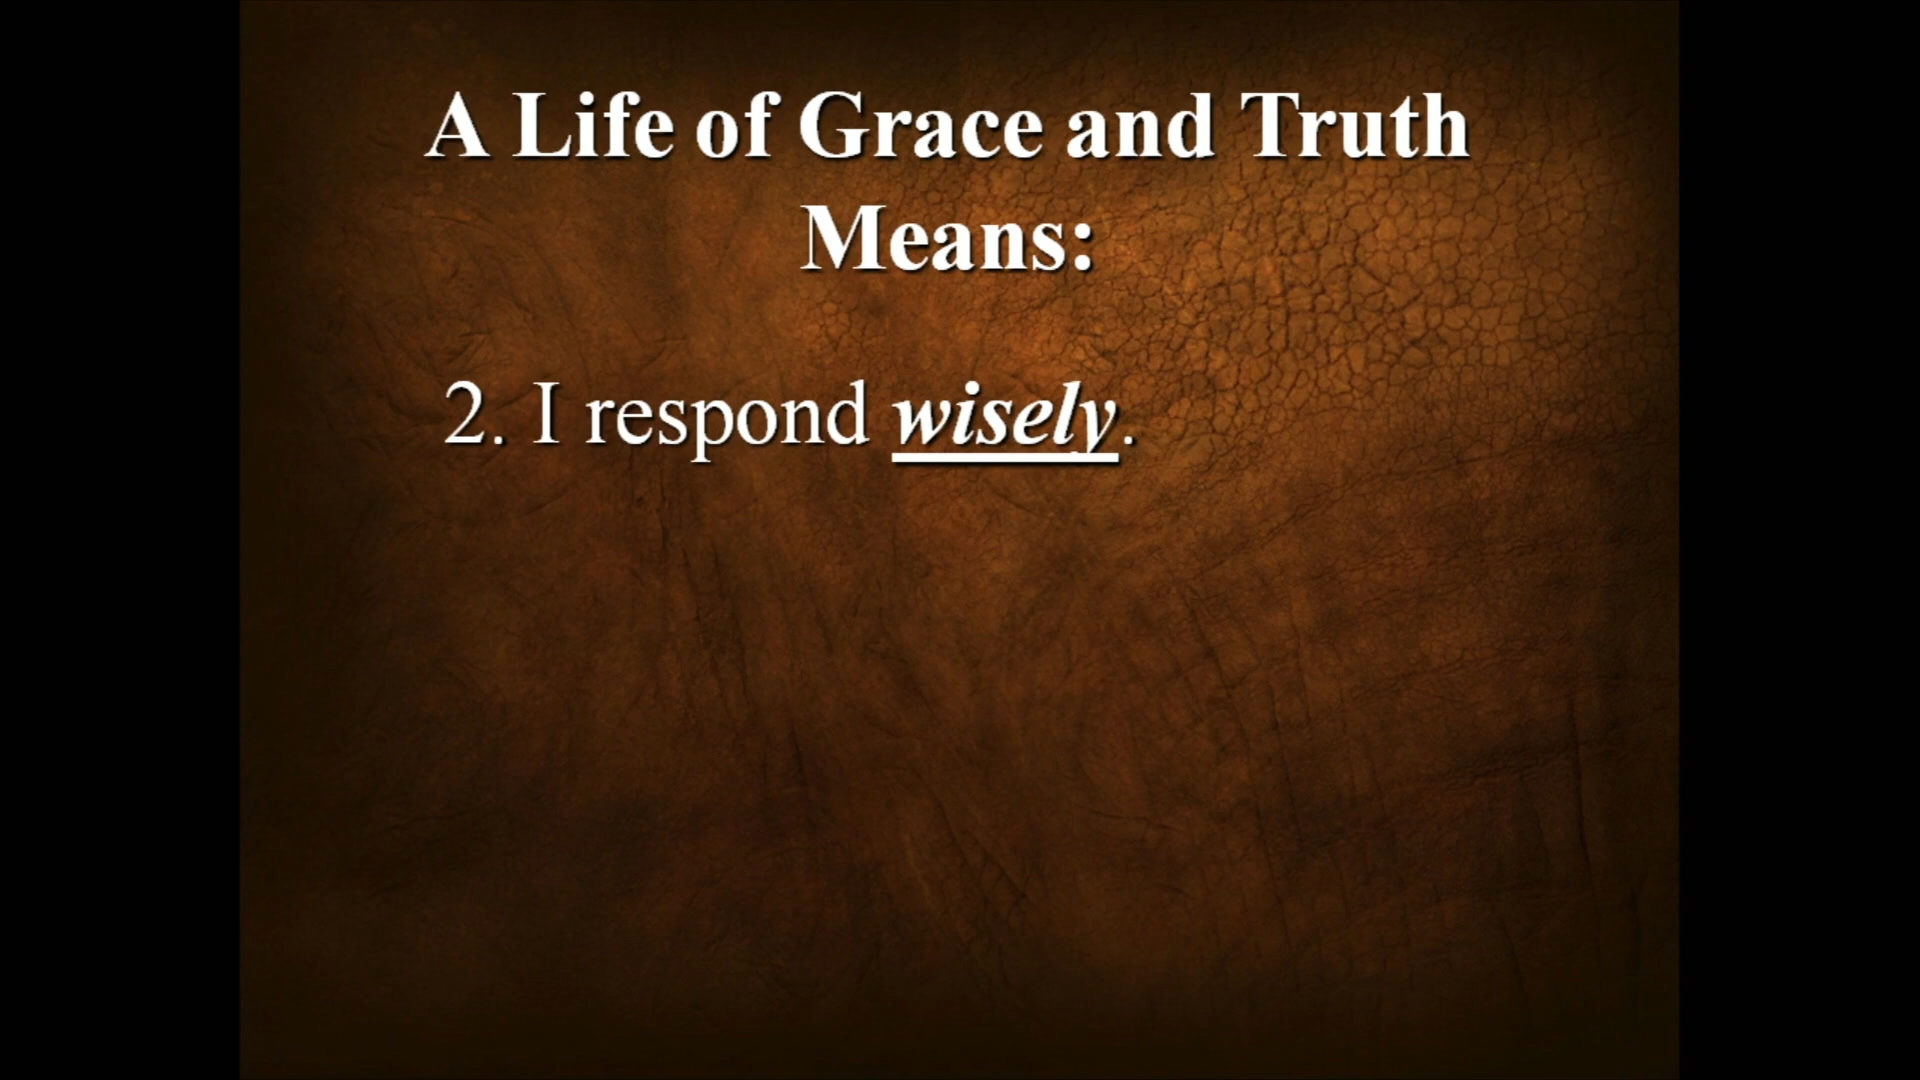 A Life of Grace and Truth
Means:
2. I respond wisely.